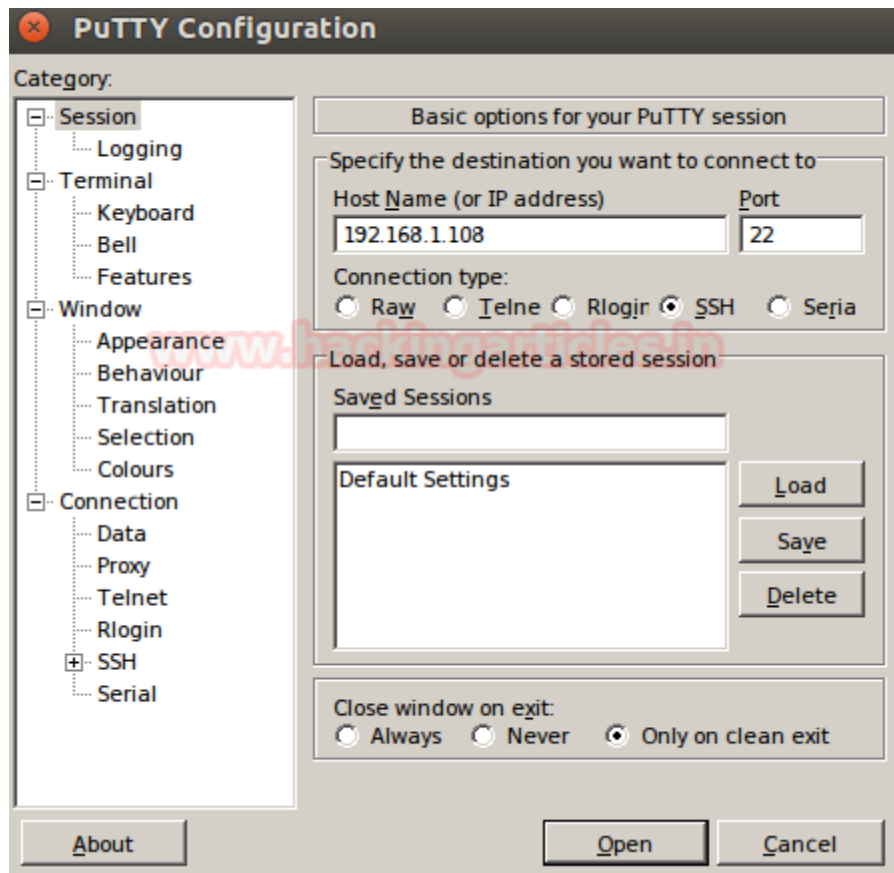 PuTTY Configuration
Category:
Session
Logging
Terminal
Keyboard
Bell
Features
Window
Appearance
Behaviour
Translation
Selection
Colours
Connection
Data
Proxy
Telnet
Rlogin
SSH
Serial
Basic options for your PuTTY session
Specify the destination you want to connect to
Host Name (or IP address) Port
192.168.1.108 22
Connection type:
Raw Telne Rlogin SSH Seria
Load, save or delete a stored session
Saved Sessions
Default Settings
Load
Save
Delete
Close window on exit:
Always Never Only on clean exit
About Open Cancel
www.hackingarticles.in